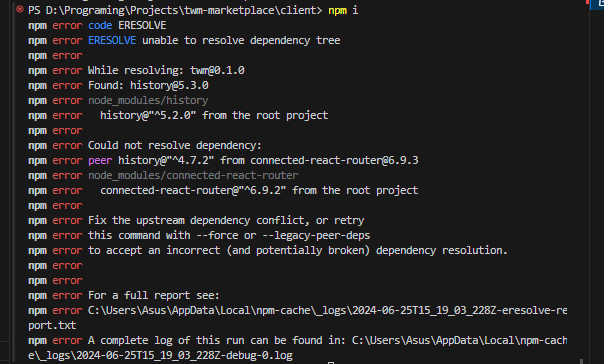 PS D:\Programing\Projects\twm-marketplace\client> npm i
npm error code ERESOLVE
npm error ERESOLVE unable to resolve dependency tree
npm error
npm error While resolving: twm@0.1.0
npm error Found: history@5.3.0
npm error node_modules/history
npm error   history@"^5.2.0" from the root project
npm error
npm error Could not resolve dependency:
npm error peer history@"^4.7.2" from connected-react-router@6.9.3
npm error node_modules/connected-react-router
npm error   connected-react-router@"^6.9.2" from the root project
npm error
npm error Fix the upstream dependency conflict, or retry
npm error this command with --force or --legacy-peer-deps
npm error to accept an incorrect (and potentially broken) dependency resolution.
npm error
npm error
npm error For a full report see:
npm error C:\Users\Asus\AppData\Local\npm-cache\_logs\2024-06-25T15_19_03_228Z-eresolve-re
port.txt
npm error A complete log of this run can be found in: C:\Users\Asus\AppData\Local\npm-cach
e\_logs\2024-06-25T15_19_03_228Z-debug-0.log